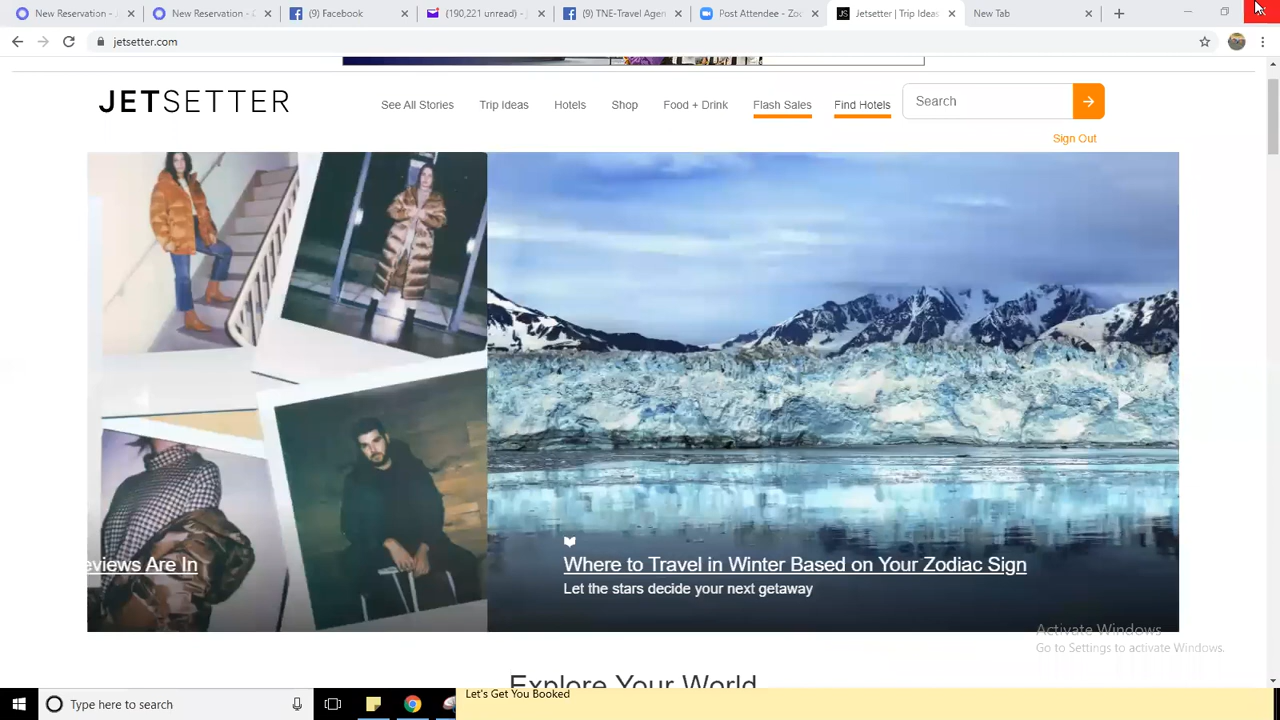 New Reservation - J
New Reservation - A
(9) Facebook
(190,221 unread) - j
(9) TNE-Travel Agen
Post Attendee - Zoo
JS Jetsetter | Trip Ideas
New Tab
jetsetter.com
JETSETTER
See All Stories
Trip Ideas
Hotels
Shop
Food + Drink
Flash Sales
Find Hotels
Search
Sign Out
eviews Are In
Where to Travel in Winter Based on Your Zodiac Sign
Let the stars decide your next getaway
Activate Windows
Go to Settings to activate Windows.
Explore Your World
Type here to search
Let's Get You Booked